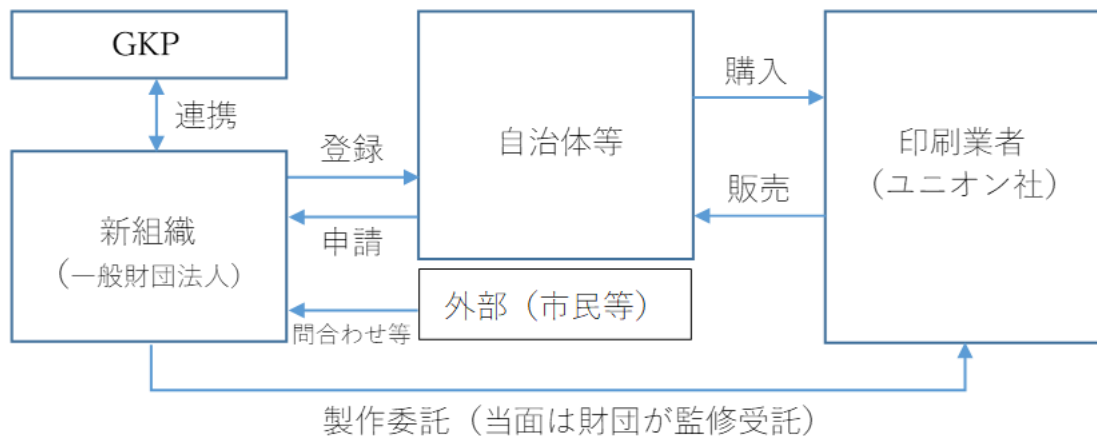 GKP
連携
新組織
（一般財団法人）
登録
申請
問合わせ等
自治体等
外部（市民等）
購入
販売
印刷業者
（ユニオン社）
製作委託（当面は財団が監修受託）